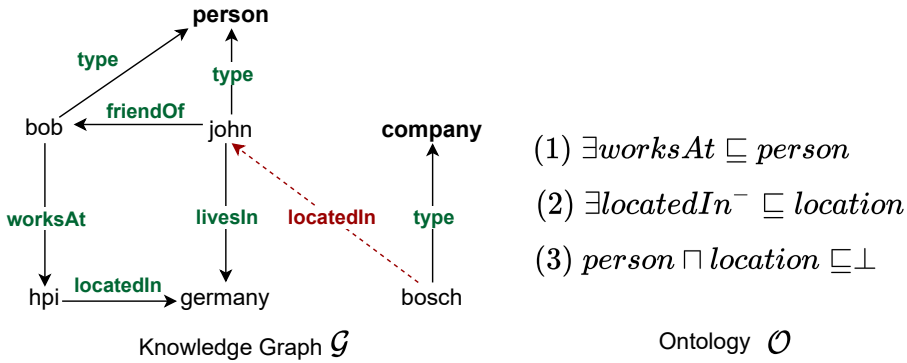 person
type
type
bob
friendOf
john
company
worksAt
livesIn
locatedIn
type
hpi
locatedIn
germany
bosch
(1) ∃worksAt ⊑ person
(2) ∃locatedIn⁻ ⊑ location
(3) person ⊓ location ⊑⊥
Knowledge Graph 𝒢
Ontology 𝒪